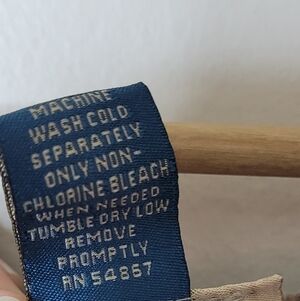 MACHINE
WASH COLD
SEPARATELY
ONLY NON-
CHLORINE BLEACH
WHEN NEEDED
TUMBLE DRY LOW
REMOVE
PROMPTLY
RN 54867